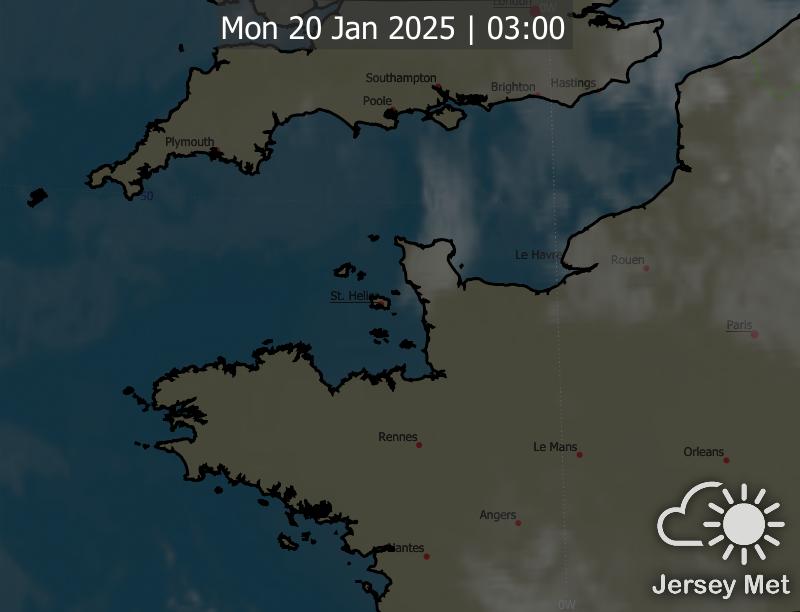 London
0W
Mon 20 Jan 2025 | 03:00
Southampton
Brighton
Hastings
Poole
Plymouth
50
Le Havre
Rouen
St. Helier
Paris
Rennes
Le Mans
Orleans
Angers
Nantes
Jersey Met
0W